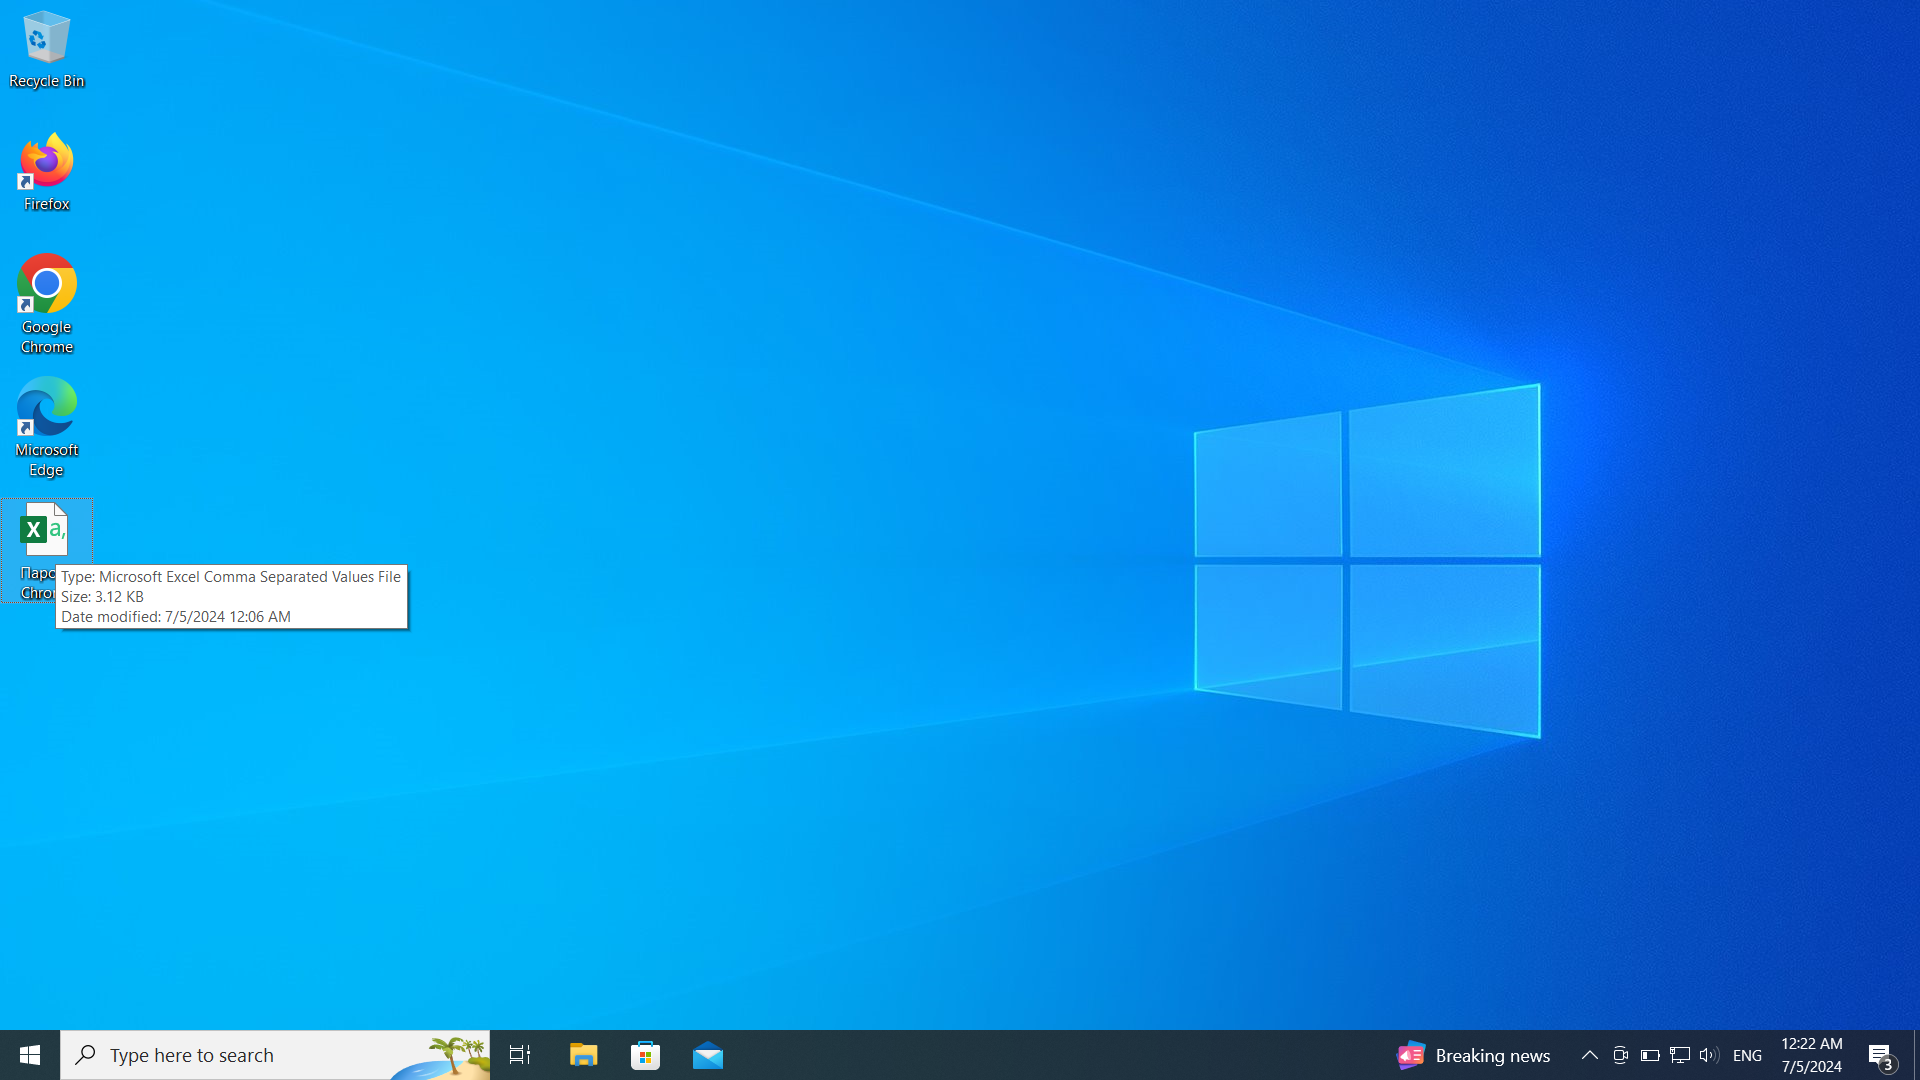 Recycle Bin
Firefox
Google
Chrome
Microsoft
Edge
X a,
Type: Microsoft Excel Comma Separated Values File
Size: 3.12 KB
Date modified: 7/5/2024 12:06 AM
Type here to search
Breaking news
ENG
12:22 AM
7/5/2024
3